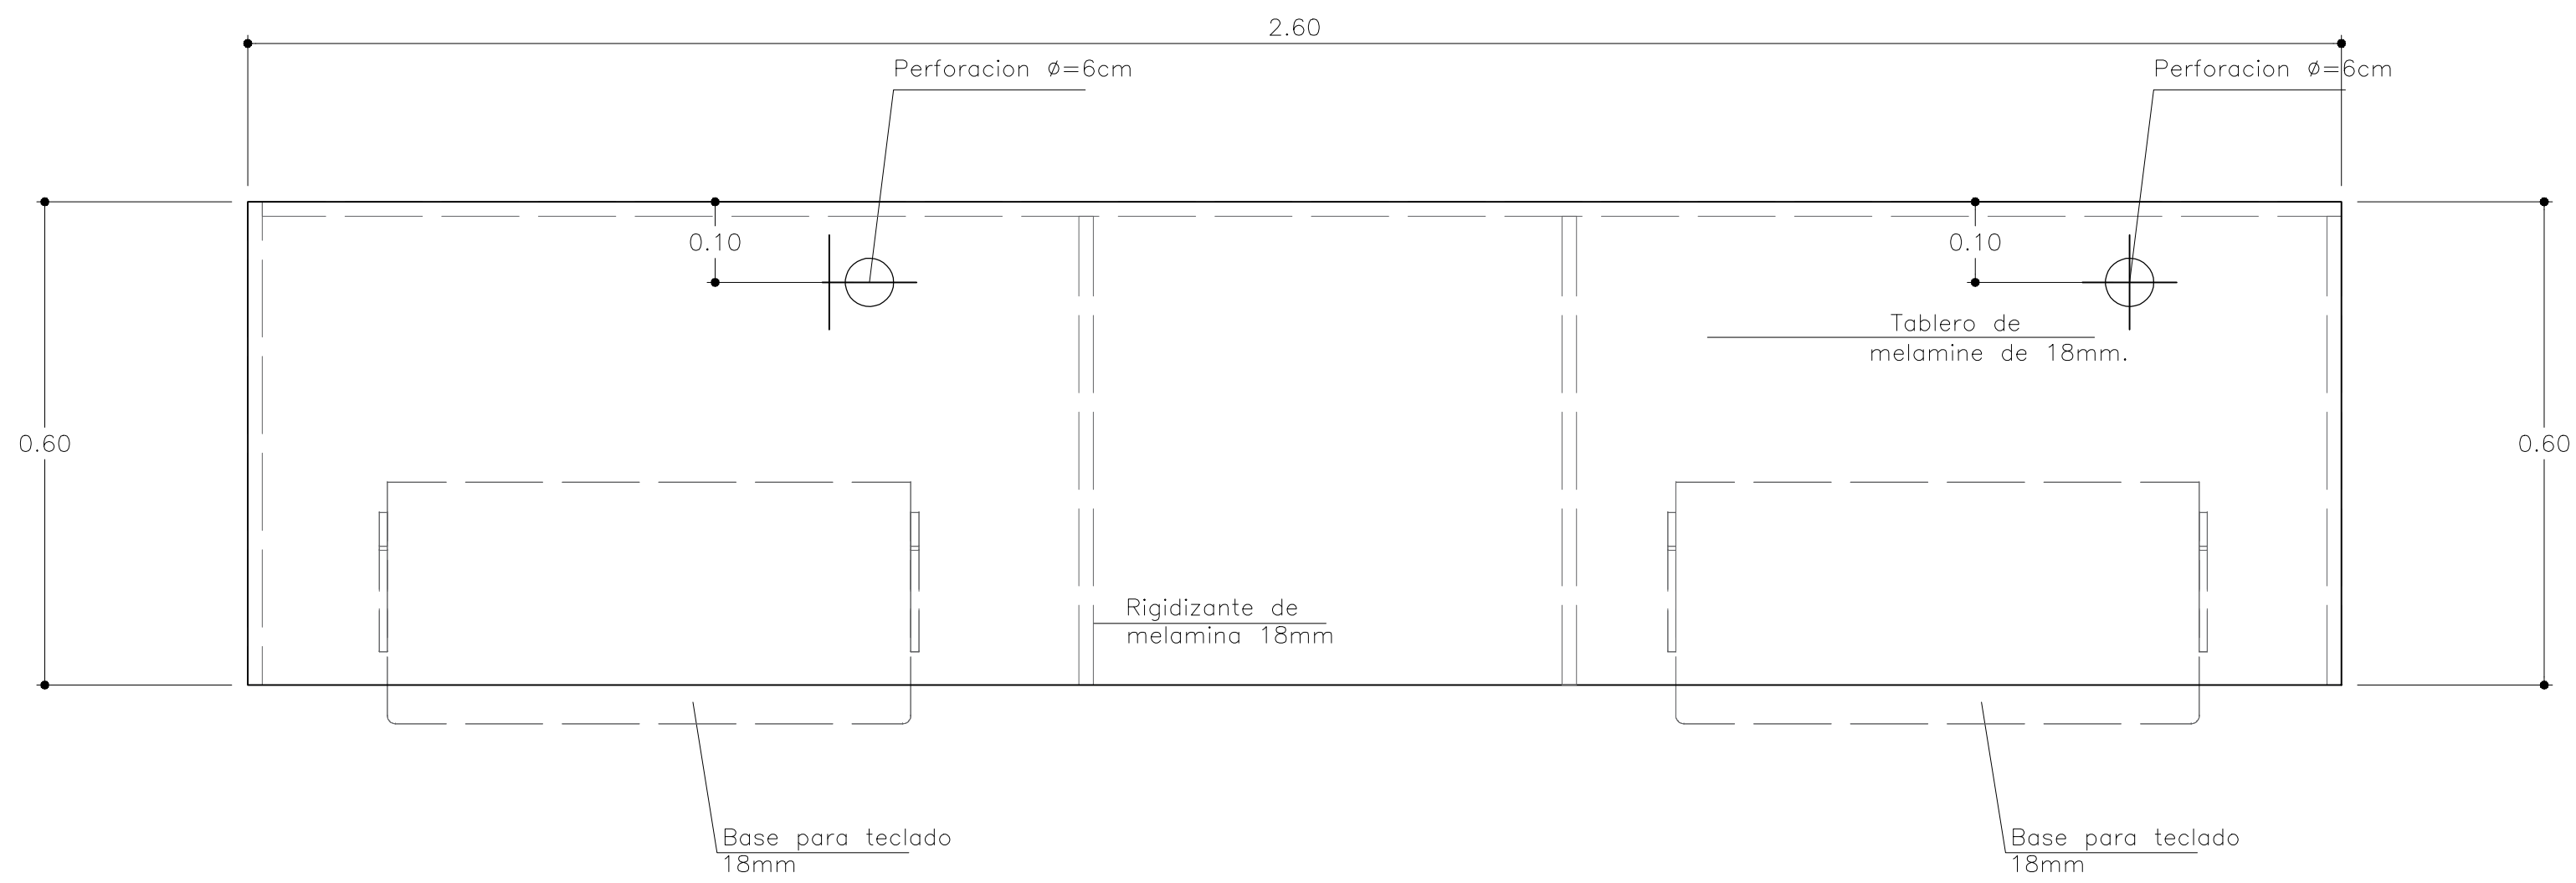 2.60
Perforacion ø=6cm
Perforacion ø=6cm
0.10
0.10
Tablero de
melamine de 18mm.
0.60
0.60
Rigidizante de
melamina 18mm
Base para teclado
18mm
Base para teclado
18mm